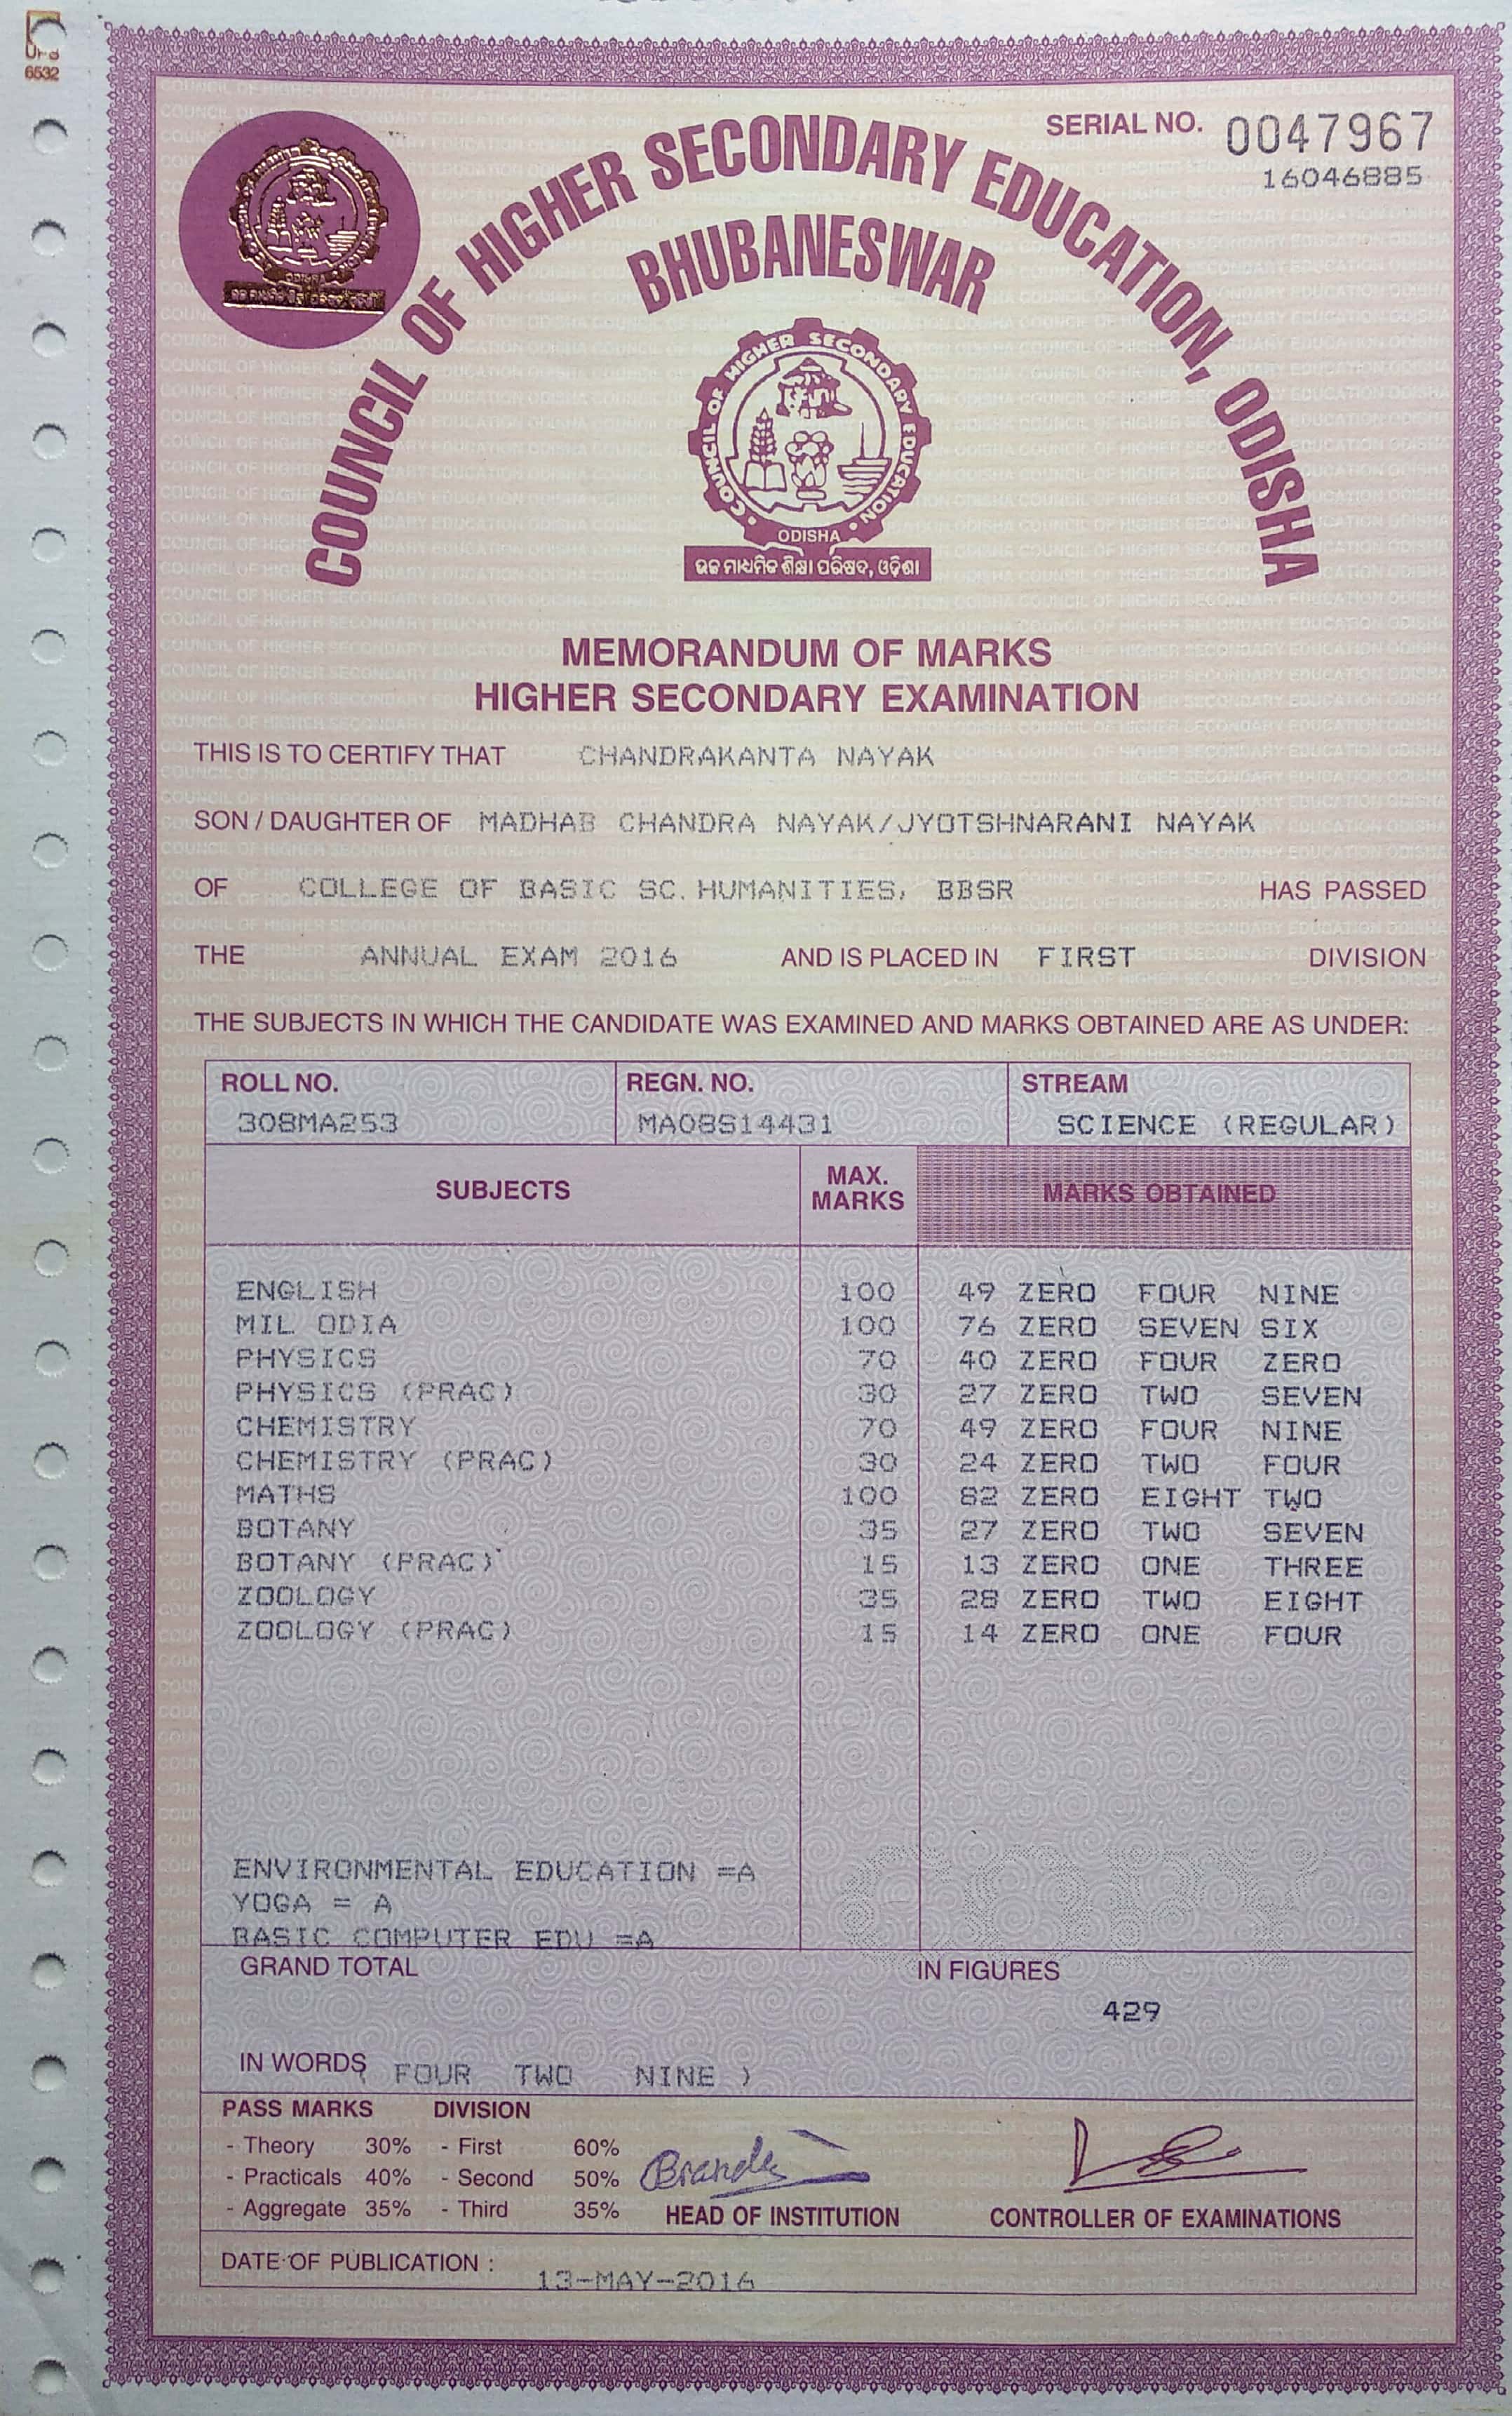 6532
SERIAL NO. 0047967
16046885
COUNCIL OF HIGHER SECONDARY EDUCATION, ODISHA
BHUBANESWAR
COUNCIL OF HIGHER SECONDARY EDUCATION
ODISHA
ଉଚ୍ଚ ମାଧ୍ୟମିକ ଶିକ୍ଷା ପରିଷଦ, ଓଡ଼ିଶା
MEMORANDUM OF MARKS
HIGHER SECONDARY EXAMINATION
THIS IS TO CERTIFY THAT CHANDRAKANTA NAYAK
SON / DAUGHTER OF MADHAB CHANDRA NAYAK/JYOTSHNARANI NAYAK
OF COLLEGE OF BASIC SC. HUMANITIES, BBSR HAS PASSED
THE ANNUAL EXAM 2016 AND IS PLACED IN FIRST DIVISION
THE SUBJECTS IN WHICH THE CANDIDATE WAS EXAMINED AND MARKS OBTAINED ARE AS UNDER:
ROLL NO. REGN. NO. STREAM
308MA253 MA08S14431 SCIENCE (REGULAR)
SUBJECTS MAX. MARKS MARKS OBTAINED
ENGLISH 100 49 ZERO FOUR NINE
MIL ODIA 100 76 ZERO SEVEN SIX
PHYSICS 70 40 ZERO FOUR ZERO
PHYSICS (PRAC) 30 27 ZERO TWO SEVEN
CHEMISTRY 70 49 ZERO FOUR NINE
CHEMISTRY (PRAC) 30 24 ZERO TWO FOUR
MATHS 100 82 ZERO EIGHT TWO
BOTANY 35 27 ZERO TWO SEVEN
BOTANY (PRAC) 15 13 ZERO ONE THREE
ZOOLOGY 35 28 ZERO TWO EIGHT
ZOOLOGY (PRAC) 15 14 ZERO ONE FOUR
ENVIRONMENTAL EDUCATION =A
YOGA = A
BASIC COMPUTER EDU =A
GRAND TOTAL IN FIGURES
429
IN WORDS ( FOUR TWO NINE )
PASS MARKS DIVISION
- Theory 30% - First 60%
- Practicals 40% - Second 50%
- Aggregate 35% - Third 35%
HEAD OF INSTITUTION CONTROLLER OF EXAMINATIONS
DATE OF PUBLICATION : 13-MAY-2016